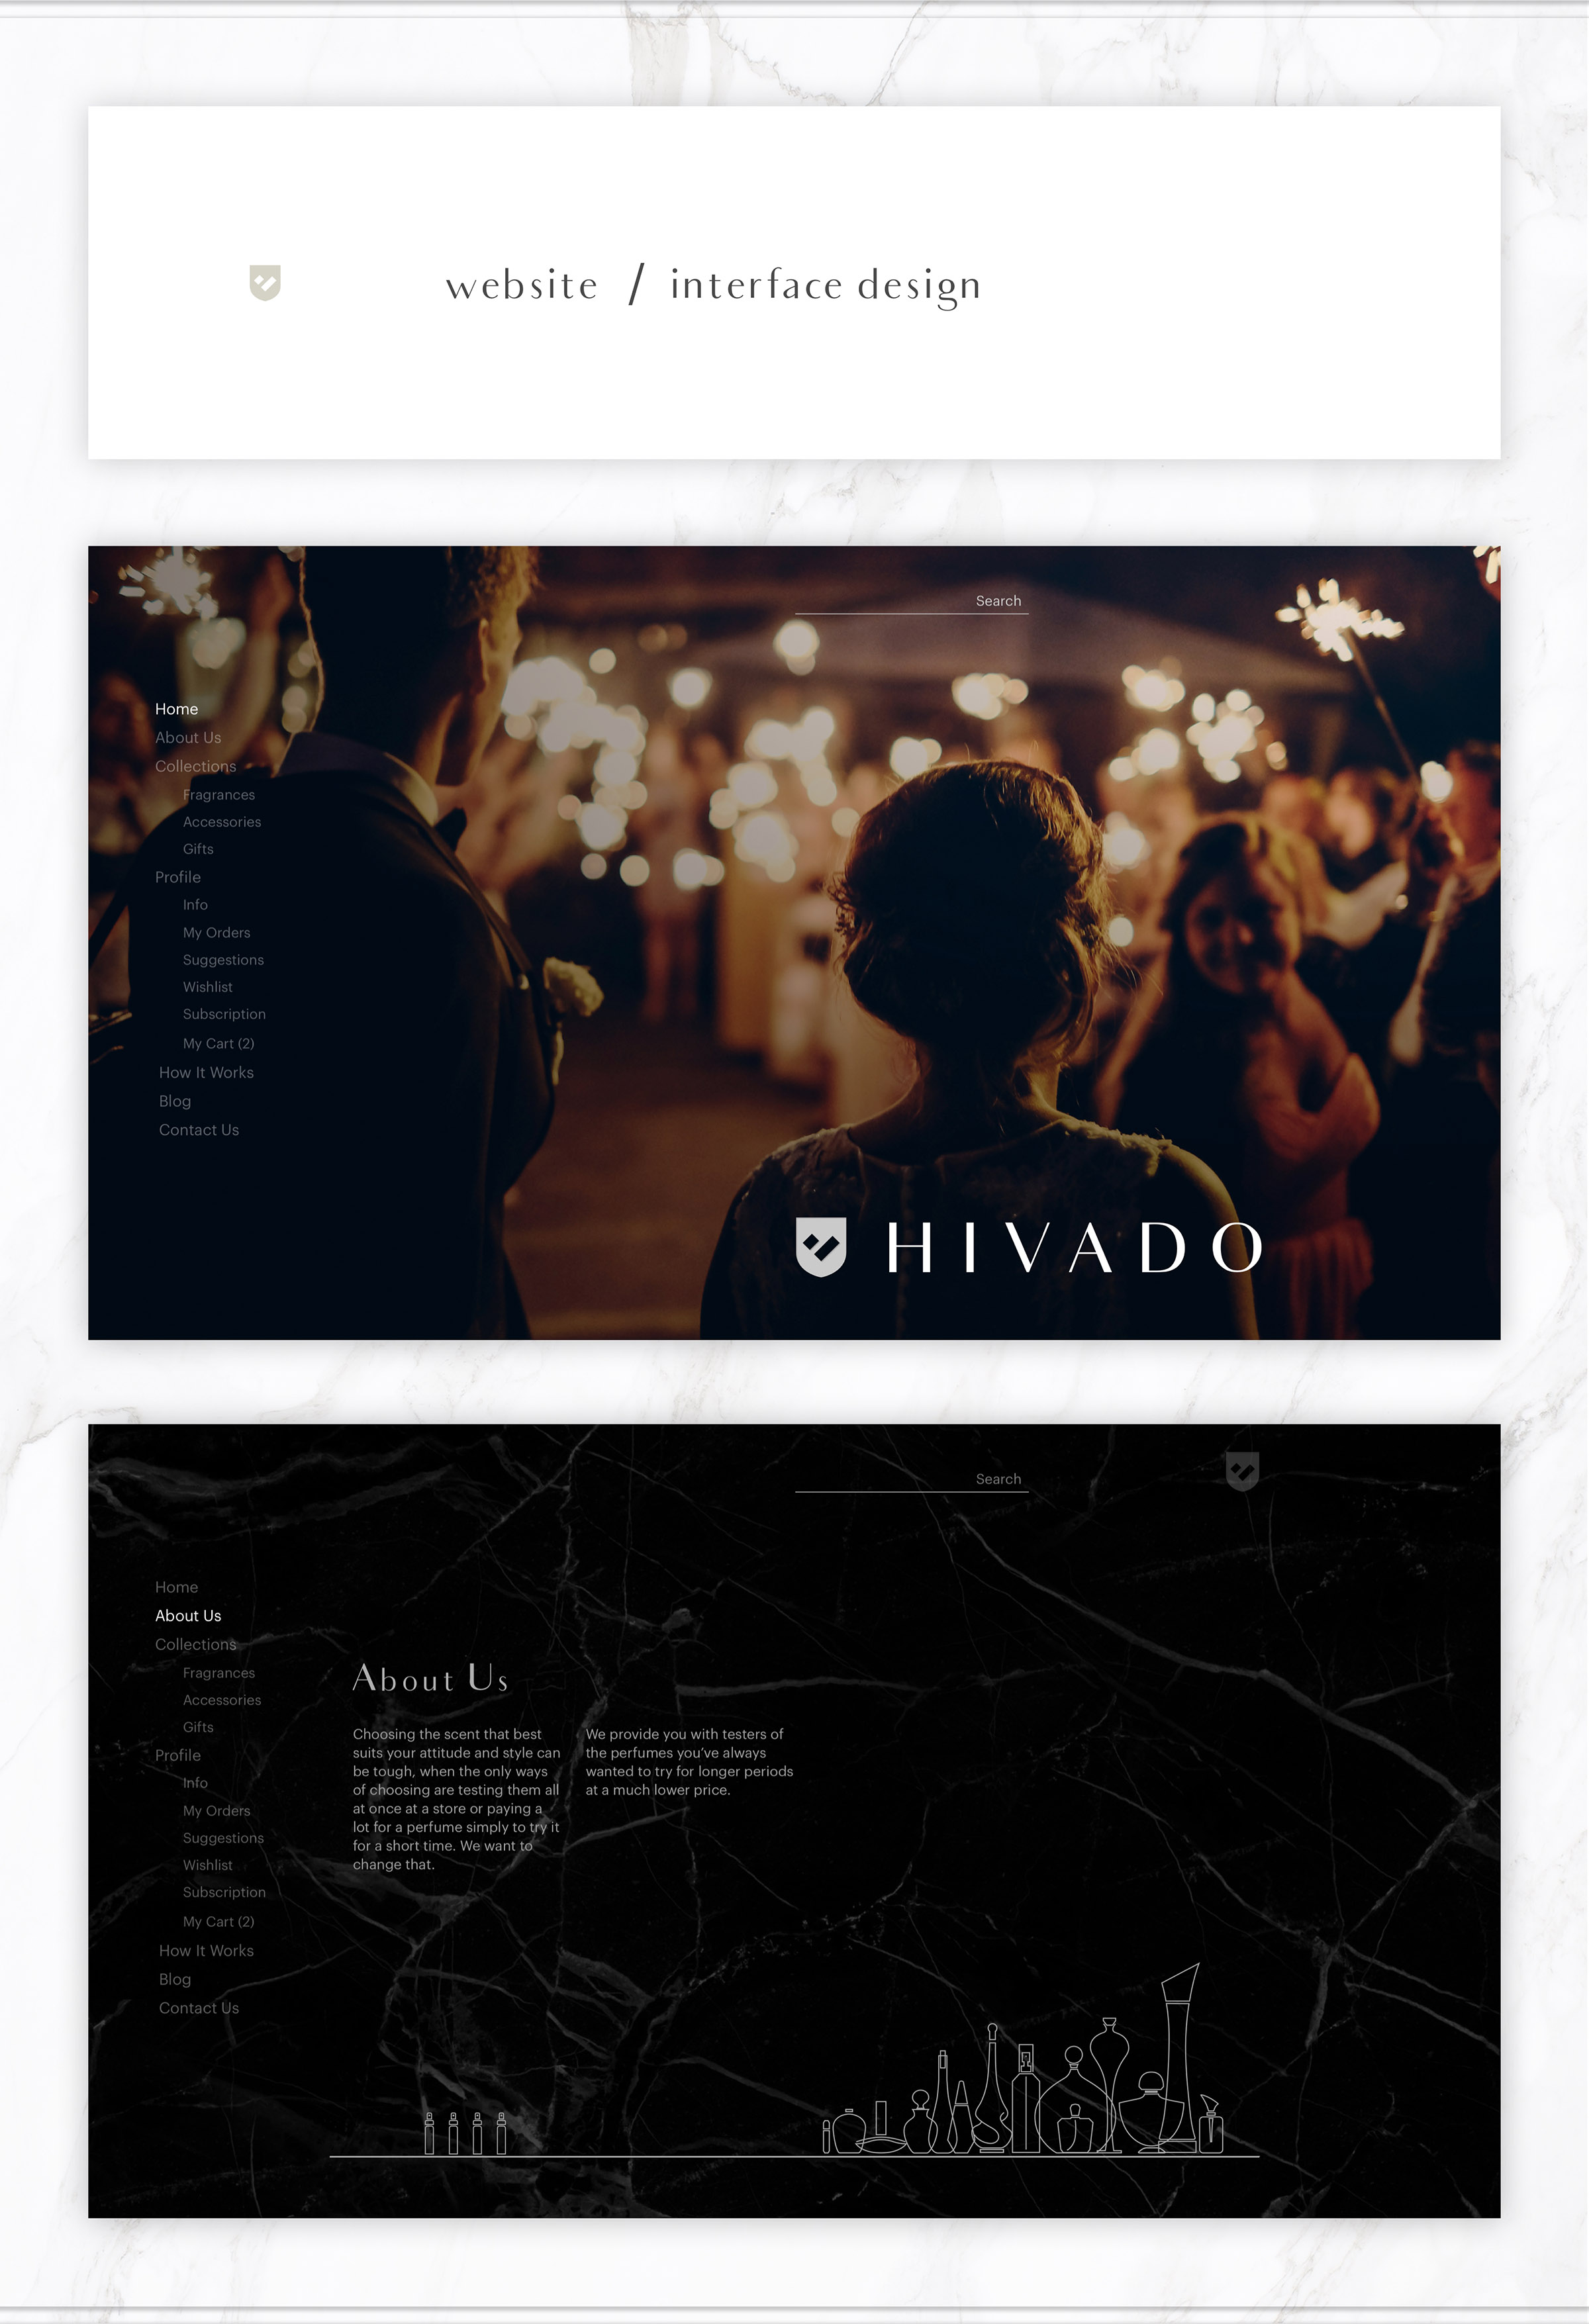 website / interface design
Search
Home
About Us
Collections
Fragrances
Accessories
Gifts
Profile
Info
My Orders
Suggestions
Wishlist
Subscription
My Cart (2)
How It Works
Blog
Contact Us
HIVADO
Search
Home
About Us
Collections
Fragrances
Accessories
Gifts
Profile
Info
My Orders
Suggestions
Wishlist
Subscription
My Cart (2)
How It Works
Blog
Contact Us
About Us
Choosing the scent that best
suits your attitude and style can
be tough, when the only ways
of choosing are testing them all
at once at a store or paying a
lot for a perfume simply to try it
for a short time. We want to
change that.
We provide you with testers of
the perfumes you've always
wanted to try for longer periods
at a much lower price.